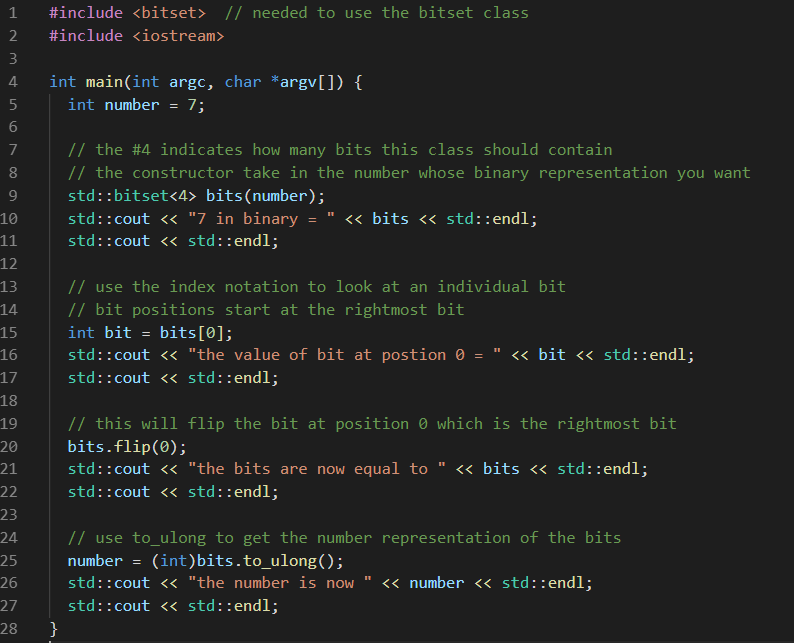 1 #include <bitset>  // needed to use the bitset class
2 #include <iostream>
3
4 int main(int argc, char *argv[]) {
5   int number = 7;
6
7   // the #4 indicates how many bits this class should contain
8   // the constructor take in the number whose binary representation you want
9   std::bitset<4> bits(number);
10   std::cout << "7 in binary = " << bits << std::endl;
11   std::cout << std::endl;
12
13   // use the index notation to look at an individual bit
14   // bit positions start at the rightmost bit
15   int bit = bits[0];
16   std::cout << "the value of bit at postion 0 = " << bit << std::endl;
17   std::cout << std::endl;
18
19   // this will flip the bit at position 0 which is the rightmost bit
20   bits.flip(0);
21   std::cout << "the bits are now equal to " << bits << std::endl;
22   std::cout << std::endl;
23
24   // use to_ulong to get the number representation of the bits
25   number = (int)bits.to_ulong();
26   std::cout << "the number is now " << number << std::endl;
27   std::cout << std::endl;
28 }